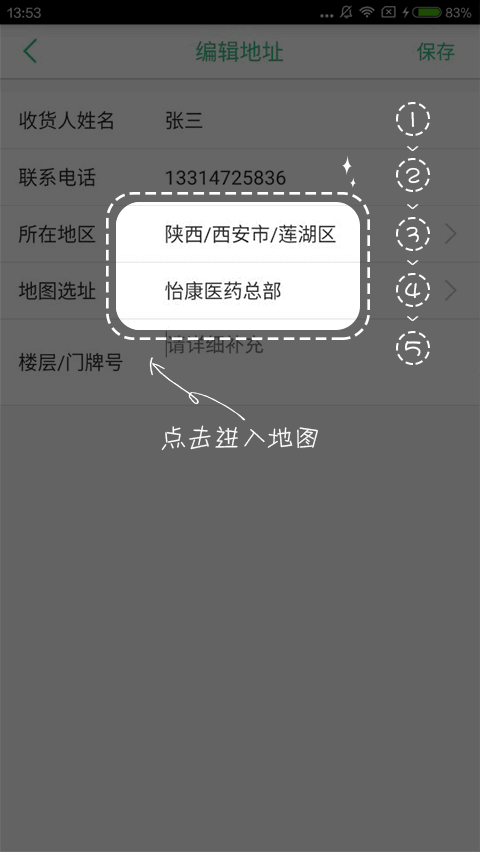 13:53 ... 83%
编辑地址 保存
收货人姓名 张三 1
联系电话 13314725836 2
所在地区 陕西/西安市/莲湖区 3
地图选址 怡康医药总部 4
楼层/门牌号 请详细补充 5
点去进入地图